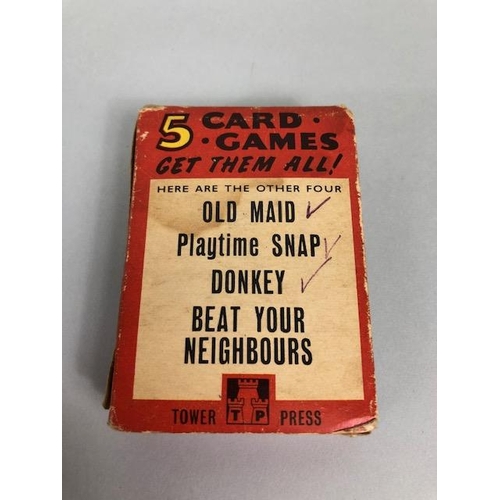 5 CARD ·
· GAMES
GET THEM ALL!
HERE ARE THE OTHER FOUR
OLD MAID ✓
Playtime SNAP ✓
DONKEY ✓
BEAT YOUR
NEIGHBOURS
TOWER TP PRESS